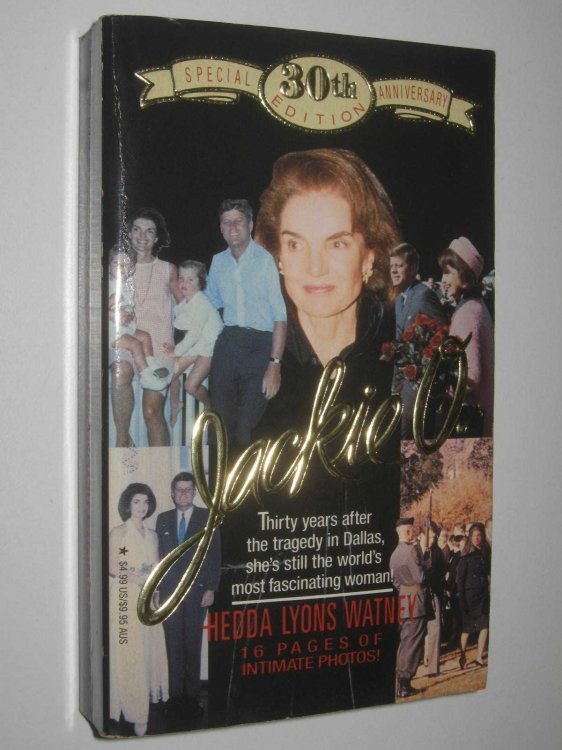 SPECIAL 30th ANNIVERSARY
EDITION
Jackie O.
Thirty years after
the tragedy in Dallas,
she's still the world's
most fascinating woman!
HEDDA LYONS WATNEY
16 PAGES OF
INTIMATE PHOTOS!
★ $4.99 US/$9.95 AUS